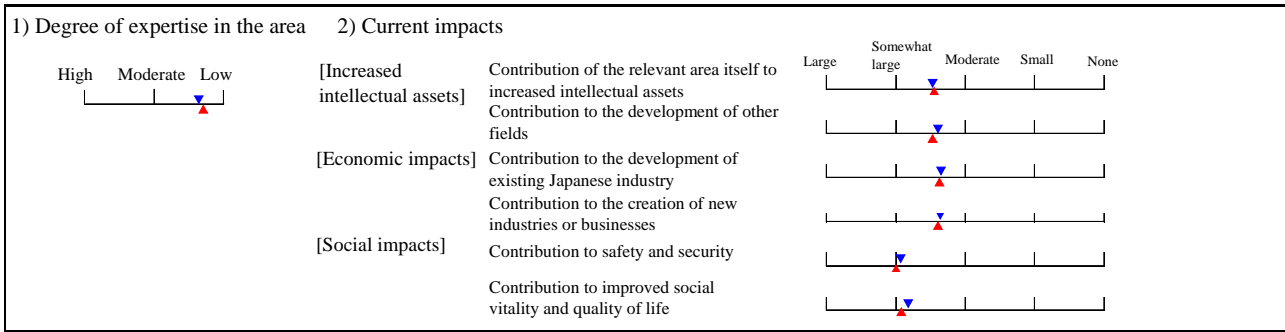 1) Degree of expertise in the area 2) Current impacts
High Moderate Low
[Increased
intellectual assets]
Contribution of the relevant area itself to
increased intellectual assets
Large Somewhat
large Moderate Small None
Contribution to the development of other
fields
[Economic impacts]
Contribution to the development of
existing Japanese industry
Contribution to the creation of new
industries or businesses
[Social impacts]
Contribution to safety and security
Contribution to improved social
vitality and quality of life